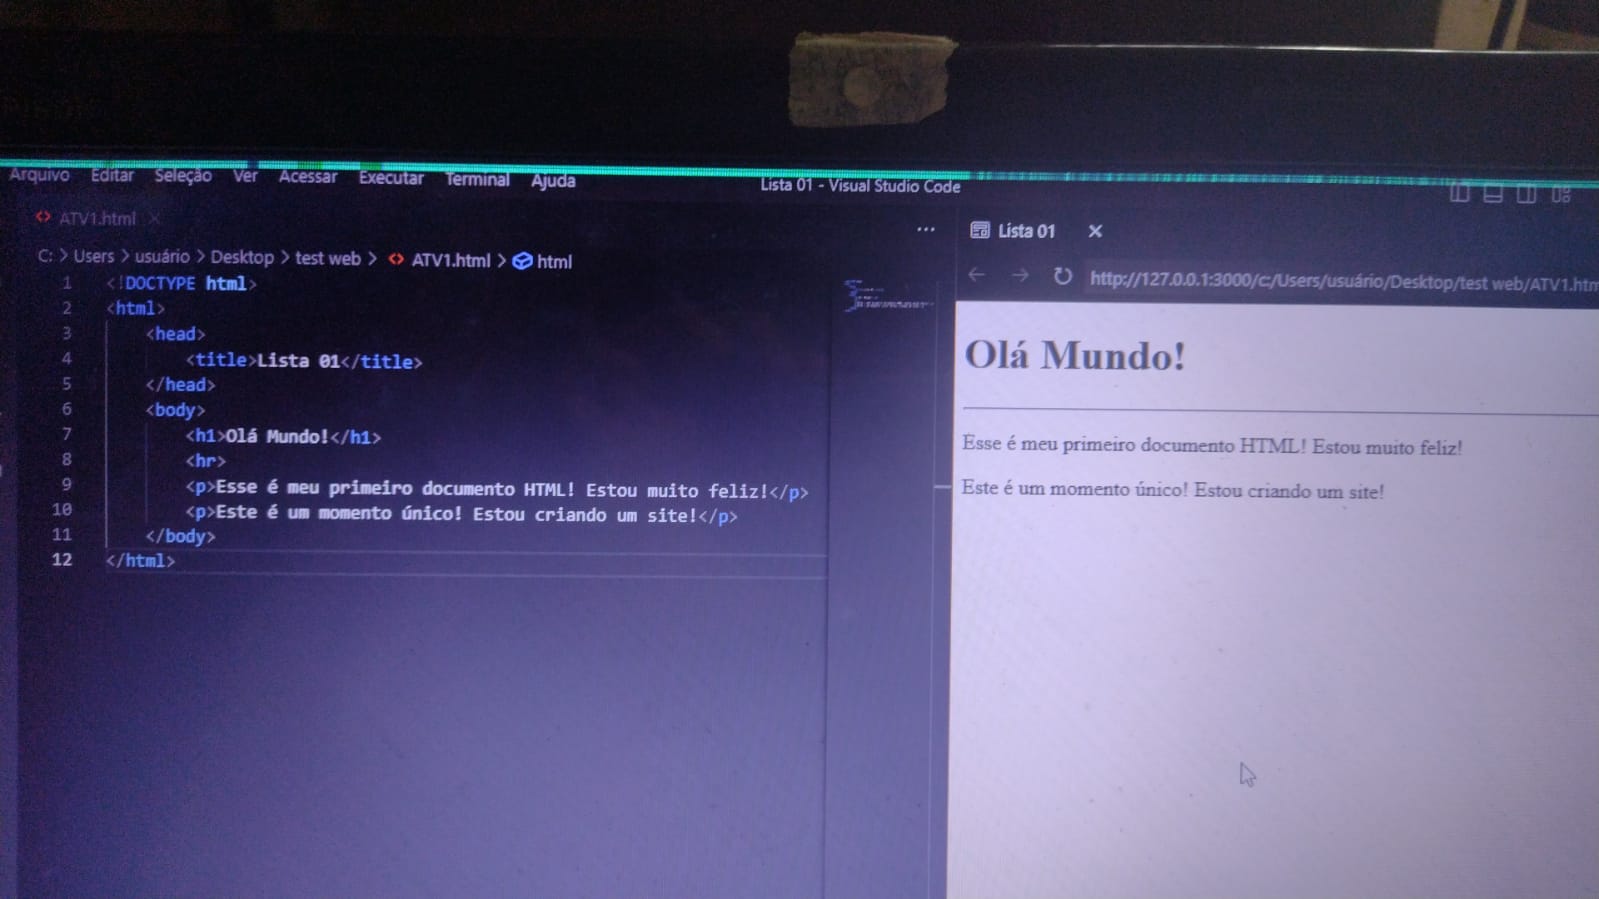 Arquivo Editar Seleção Ver Acessar Executar Terminal Ajuda
Lista 01 - Visual Studio Code
<> ATV1.html ×
C: > Users > usuário > Desktop > test web > <> ATV1.html > html
1 <!DOCTYPE html>
2 <html>
3 <head>
4 <title>Lista 01</title>
5 </head>
6 <body>
7 <h1>Olá Mundo!</h1>
8 <hr>
9 <p>Esse é meu primeiro documento HTML! Estou muito feliz!</p>
10 <p>Este é um momento único! Estou criando um site!</p>
11 </body>
12 </html>
Lista 01 ×
http://127.0.0.1:3000/c:/Users/usuário/Desktop/test web/ATV1.htm
Olá Mundo!
Esse é meu primeiro documento HTML! Estou muito feliz!
Este é um momento único! Estou criando um site!